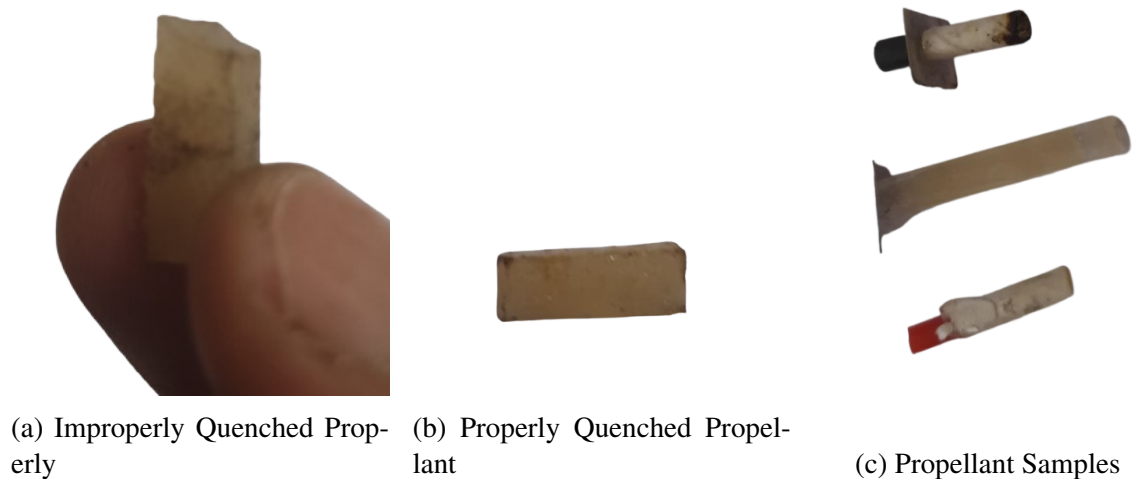 (a) Improperly Quenched Prop-
erly
(b) Properly Quenched Propel-
lant
(c) Propellant Samples